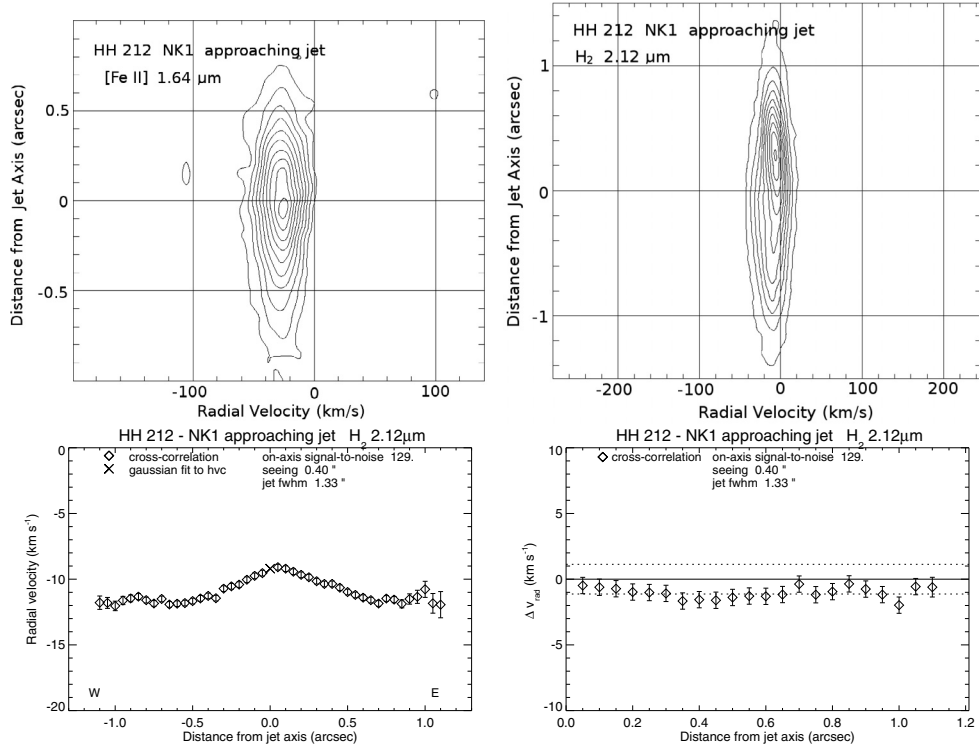 HH 212 NK1 approaching jet
[Fe II] 1.64 µm
Distance from Jet Axis (arcsec)
0.5
0
-0.5
-100
0
100
Radial Velocity (km/s)
HH 212 NK1 approaching jet
H2 2.12 µm
Distance from Jet Axis (arcsec)
1
0
-1
-200
-100
0
100
200
Radial Velocity (km/s)
HH 212 - NK1 approaching jet H2 2.12µm
cross-correlation on-axis signal-to-noise 129.
gaussian fit to hvc seeing 0.40 "
jet fwhm 1.33 "
Radial velocity (km s-1)
0
-5
-10
-15
-20
W
E
-1.0
-0.5
0.0
0.5
1.0
Distance from jet axis (arcsec)
HH 212 - NK1 approaching jet H2 2.12µm
cross-correlation on-axis signal-to-noise 129.
seeing 0.40 "
jet fwhm 1.33 "
Δ vrad (km s-1)
10
5
0
-5
-10
0.0
0.2
0.4
0.6
0.8
1.0
1.2
Distance from jet axis (arcsec)